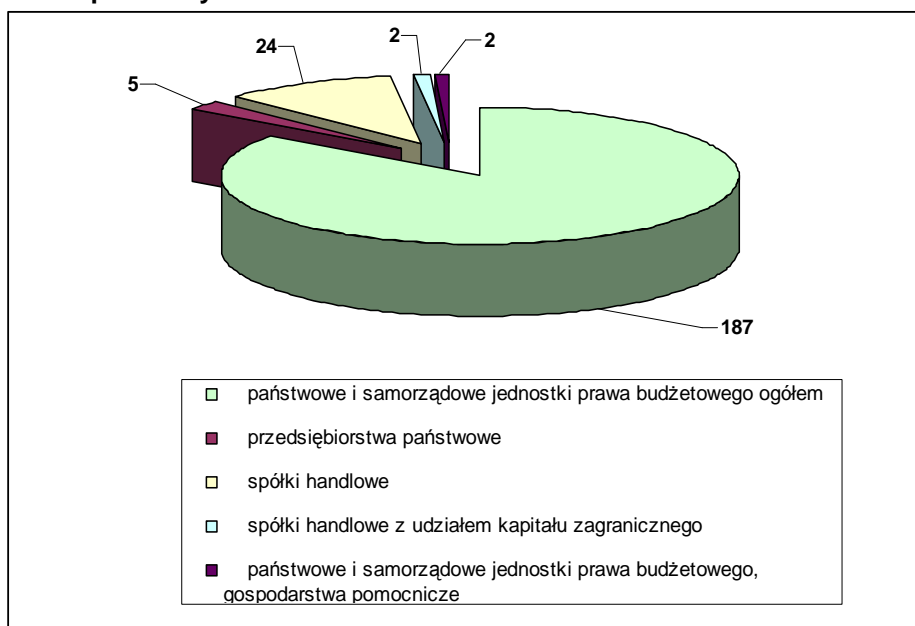 24
2
2
5
187
państwowe i samorządowe jednostki prawa budżetowego ogółem
przedsiębiorstwa państwowe
spółki handlowe
spółki handlowe z udziałem kapitału zagranicznego
państwowe i samorządowe jednostki prawa budżetowego,
gospodarstwa pomocnicze